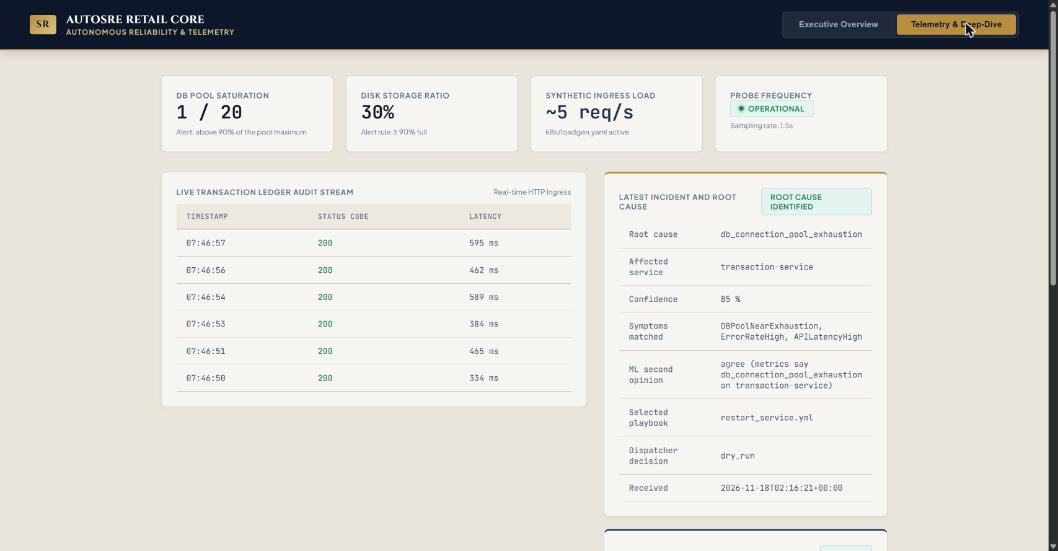 SR
AUTOSRE RETAIL CORE
AUTONOMOUS RELIABILITY & TELEMETRY
Executive Overview
Telemetry & Deep-Dive
DB POOL SATURATION
1 / 20
Alert: above 90% of the pool maximum
DISK STORAGE RATIO
30%
Alert rule: ≥ 90% full
SYNTHETIC INGRESS LOAD
~5 req/s
k8s/loadgen.yaml active
PROBE FREQUENCY
OPERATIONAL
Sampling rate: 1.5s
LIVE TRANSACTION LEDGER AUDIT STREAM
Real-time HTTP Ingress
TIMESTAMP STATUS CODE LATENCY
07:46:57 200 595 ms
07:46:56 200 462 ms
07:46:54 200 589 ms
07:46:53 200 384 ms
07:46:51 200 465 ms
07:46:50 200 334 ms
LATEST INCIDENT AND ROOT
CAUSE
ROOT CAUSE
IDENTIFIED
Root cause db_connection_pool_exhaustion
Affected
service
transaction-service
Confidence 85 %
Symptoms
matched
DBPoolNearExhaustion,
ErrorRateHigh, APILatencyHigh
ML second
opinion
agree (metrics say
db_connection_pool_exhaustion
on transaction-service)
Selected
playbook
restart_service.yml
Dispatcher
decision
dry_run
Received 2026-11-18T02:16:21+00:00